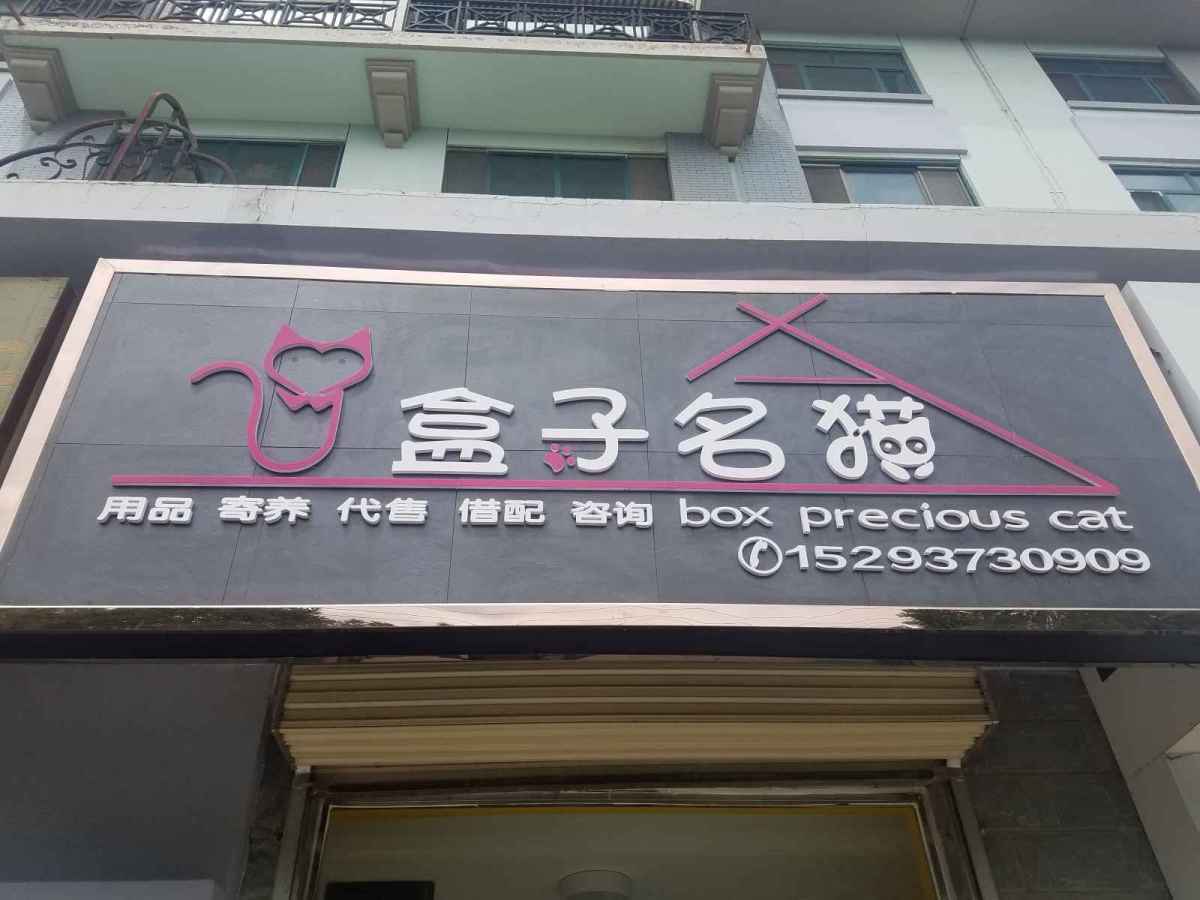 盒子名猫
用品 寄养 代售 借配 咨询 box precious cat
15293730909